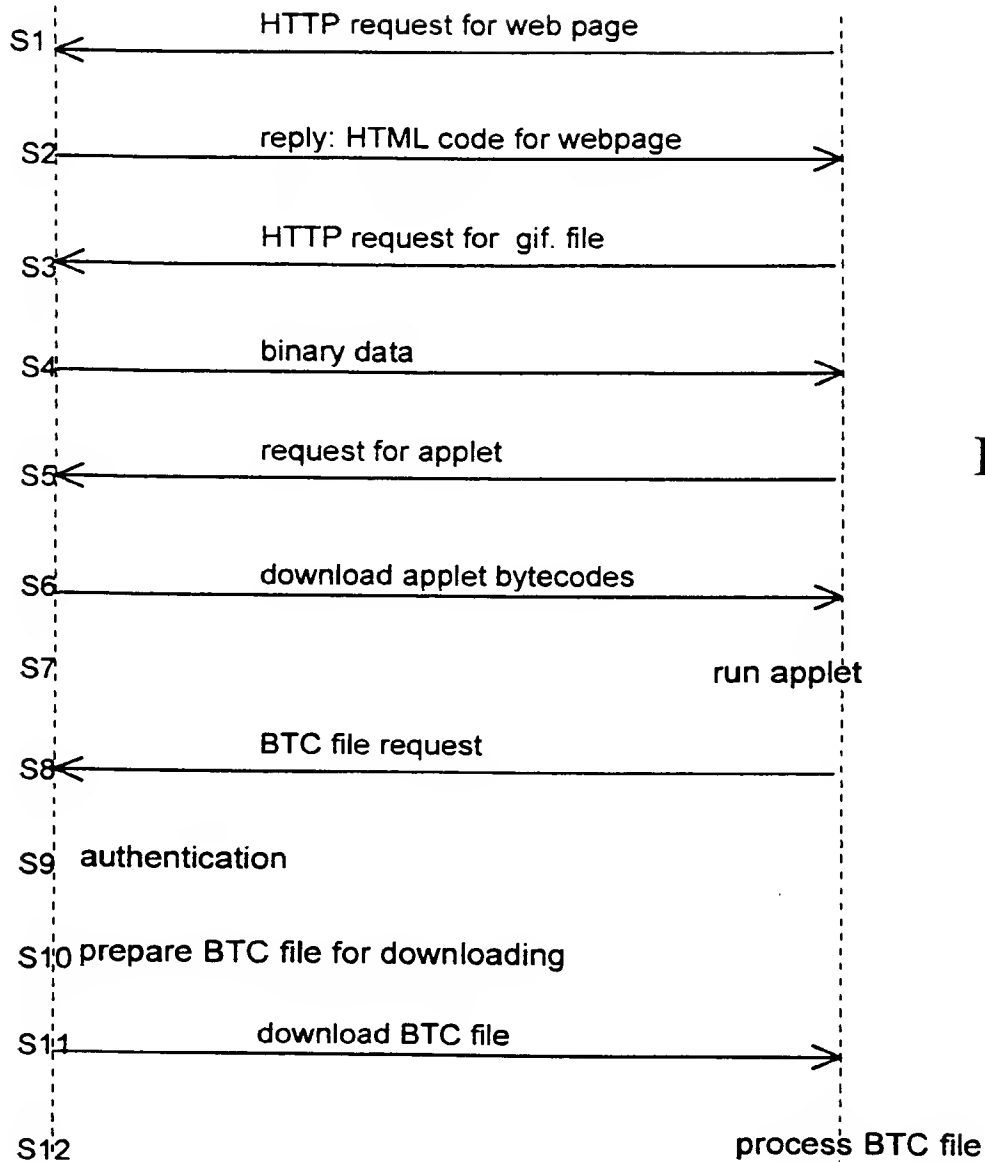 HTTP request for web page
S1
reply: HTML code for webpage
S2
HTTP request for gif. file
S3
binary data
S4
request for applet
S5
download applet bytecodes
S6
S7 run applet
BTC file request
S8
S9 authentication
S10 prepare BTC file for downloading
download BTC file
S11
S12 process BTC file